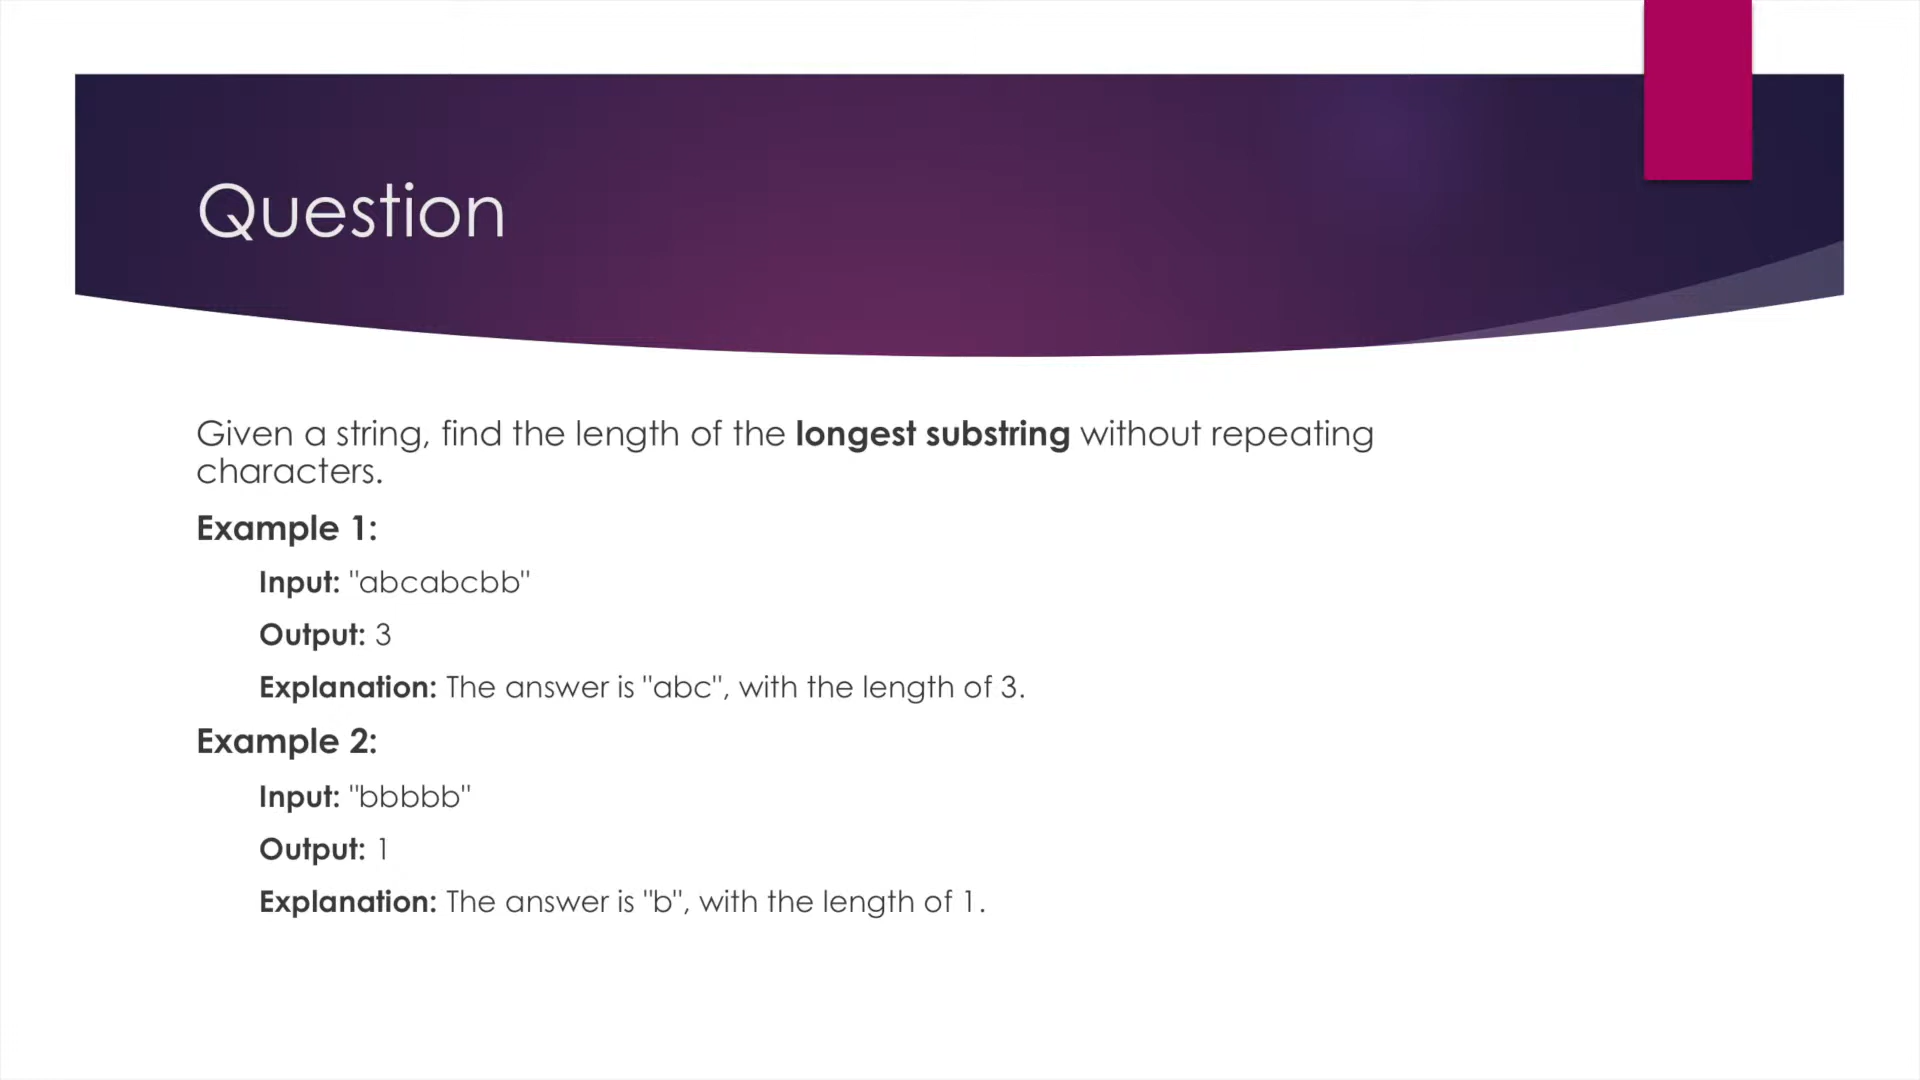 Question
Given a string, find the length of the longest substring without repeating
characters.
Example 1:
Input: "abcabcbb"
Output: 3
Explanation: The answer is "abc", with the length of 3.
Example 2:
Input: "bbbbb"
Output: 1
Explanation: The answer is "b", with the length of 1.